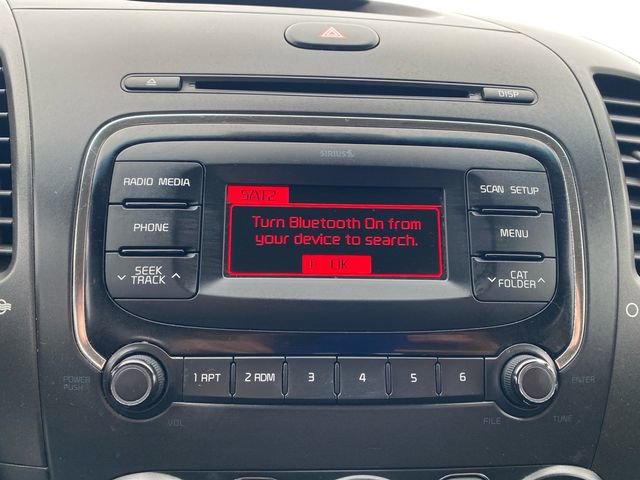 DISP
SIRIUS
RADIO MEDIA
SAT2
SCAN SETUP
Turn Bluetooth On from
your device to search.
PHONE
MENU
OK
SEEK
TRACK
CAT
FOLDER
1 RPT
2 RDM
3
4
5
6
POWER
PUSH
ENTER
VOL
FILE
TUNE